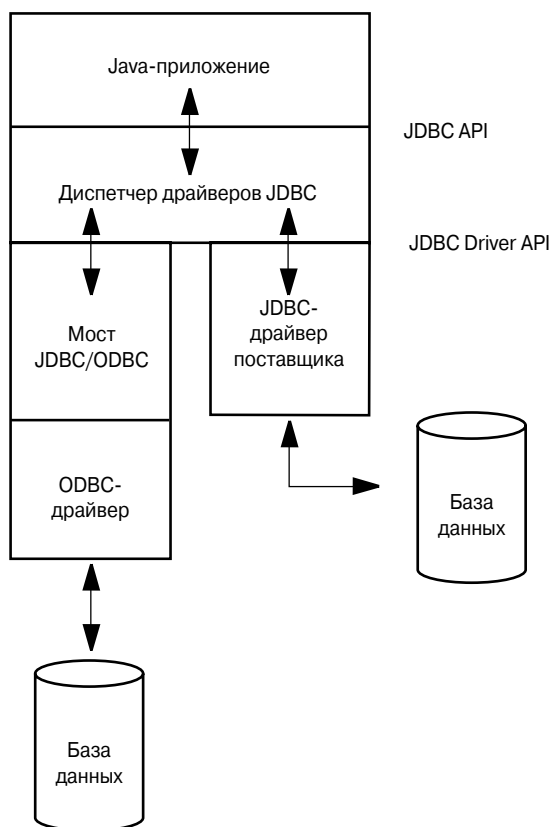 Java-приложение
JDBC API
Диспетчер драйверов JDBC
JDBC Driver API
Мост
JDBC/ODBC
JDBC-
драйвер
поставщика
ODBC-
драйвер
База
данных
База
данных